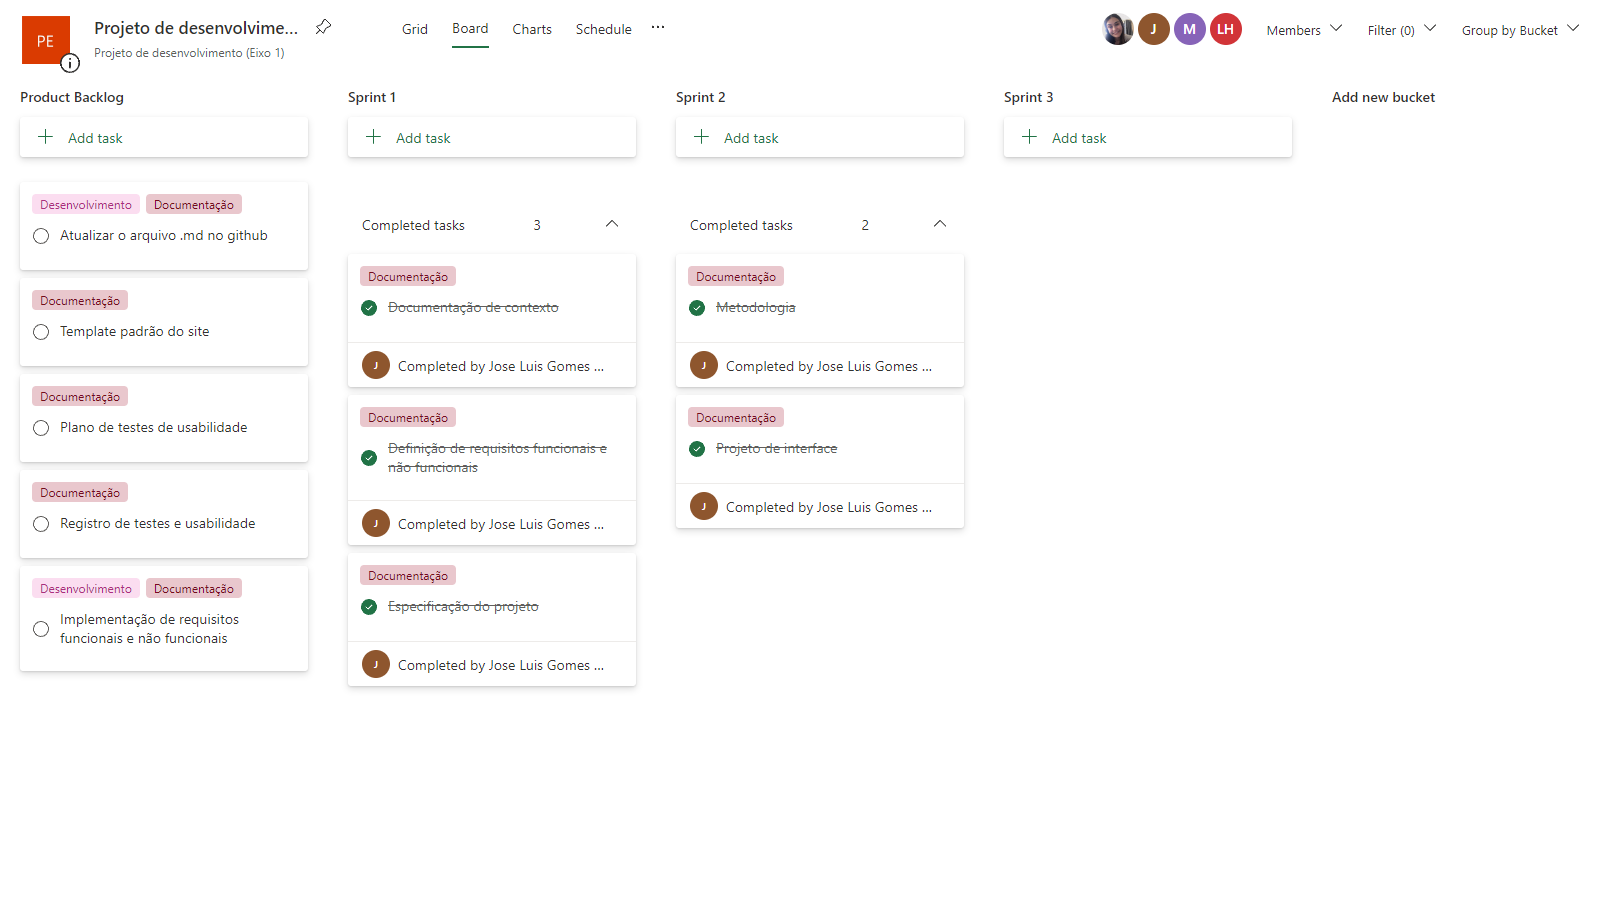 PE
Projeto de desenvolvime...
Projeto de desenvolvimento (Eixo 1)
Grid
Board
Charts
Schedule
...
J
M
LH
Members
Filter (0)
Group by Bucket
Product Backlog
Add task
Desenvolvimento Documentação
Atualizar o arquivo .md no github
Documentação
Template padrão do site
Documentação
Plano de testes de usabilidade
Documentação
Registro de testes e usabilidade
Desenvolvimento Documentação
Implementação de requisitos
funcionais e não funcionais
Sprint 1
Add task
Completed tasks 3
Documentação
Documentação de contexto
J Completed by Jose Luis Gomes ...
Documentação
Definição de requisitos funcionais e
não funcionais
J Completed by Jose Luis Gomes ...
Documentação
Especificação do projeto
J Completed by Jose Luis Gomes ...
Sprint 2
Add task
Completed tasks 2
Documentação
Metodologia
J Completed by Jose Luis Gomes ...
Documentação
Projeto de interface
J Completed by Jose Luis Gomes ...
Sprint 3
Add task
Add new bucket